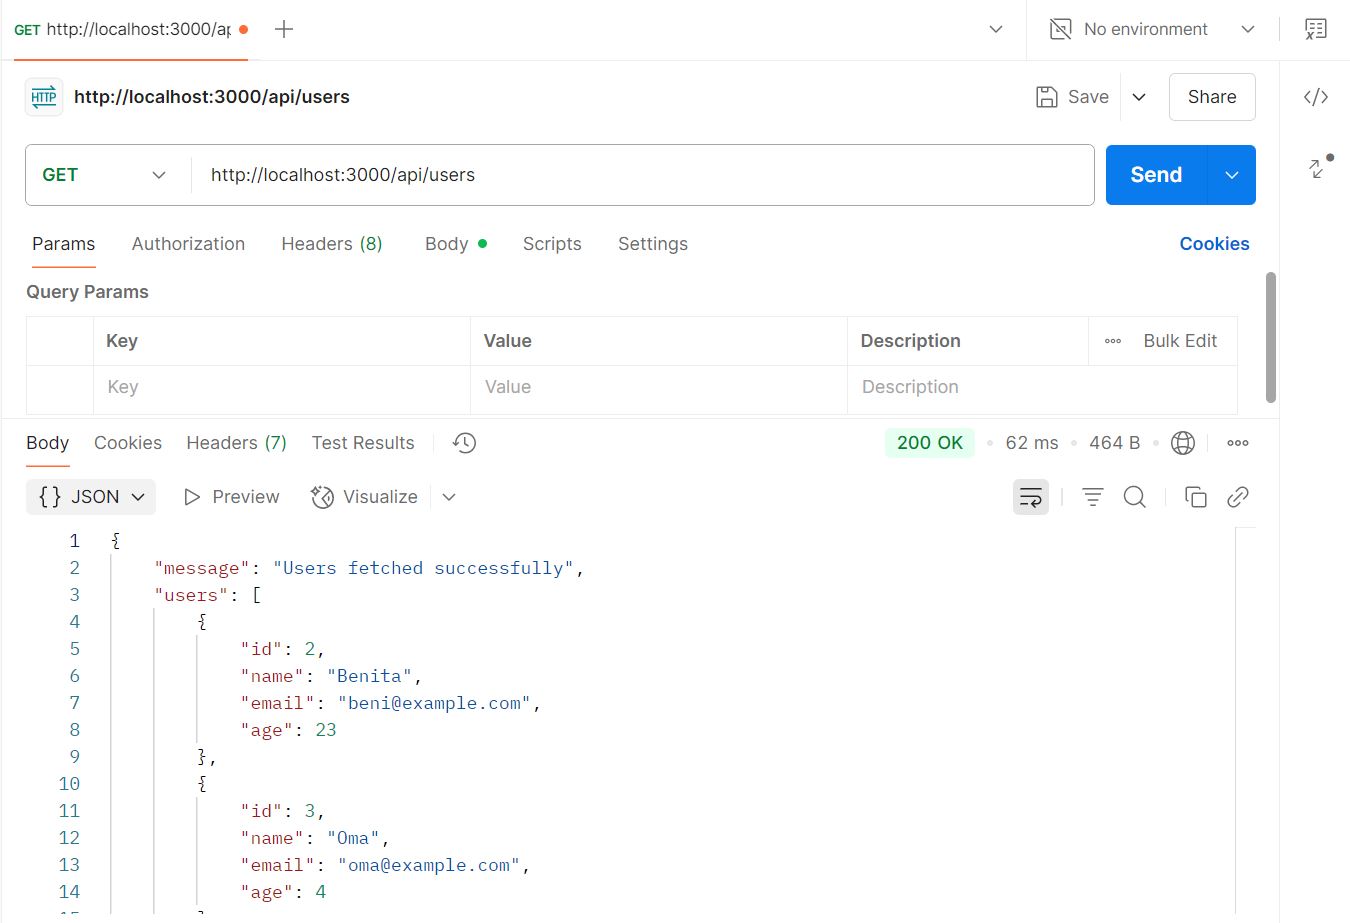 GET http://localhost:3000/ap
No environment
HTTP http://localhost:3000/api/users
Save
Share
GET http://localhost:3000/api/users
Send
Params Authorization Headers (8) Body Scripts Settings Cookies
Query Params
Key Value Description Bulk Edit
Key Value Description
Body Cookies Headers (7) Test Results 200 OK 62 ms 464 B
{} JSON Preview Visualize
1 {
2 "message": "Users fetched successfully",
3 "users": [
4 {
5 "id": 2,
6 "name": "Benita",
7 "email": "beni@example.com",
8 "age": 23
9 },
10 {
11 "id": 3,
12 "name": "Oma",
13 "email": "oma@example.com",
14 "age": 4